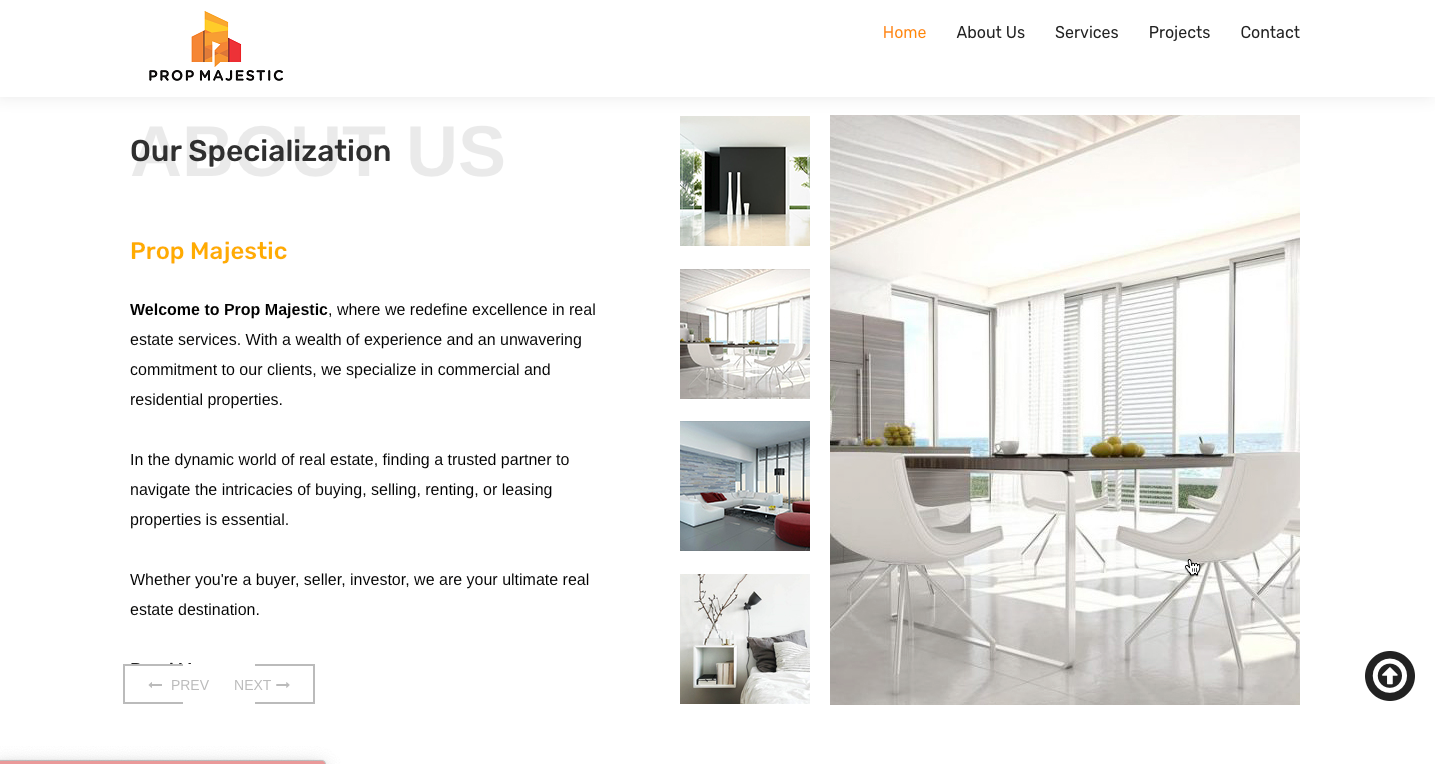 PROP MAJESTIC
Home About Us Services Projects Contact
ABOUT US
Our Specialization
Prop Majestic
Welcome to Prop Majestic, where we redefine excellence in real
estate services. With a wealth of experience and an unwavering
commitment to our clients, we specialize in commercial and
residential properties.
In the dynamic world of real estate, finding a trusted partner to
navigate the intricacies of buying, selling, renting, or leasing
properties is essential.
Whether you're a buyer, seller, investor, we are your ultimate real
estate destination.
PREV NEXT